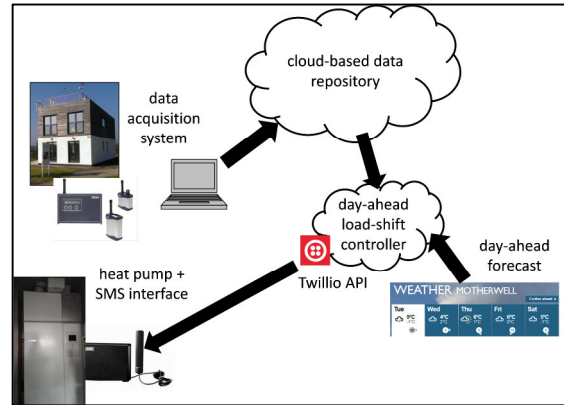 cloud-based data
repository
data
acquisition
system
day-ahead
load-shift
controller
day-ahead
forecast
Twillio API
heat pump +
SMS interface
WEATHER MOTHERWELL
Tue
Wed
Thu
Fri
Sat